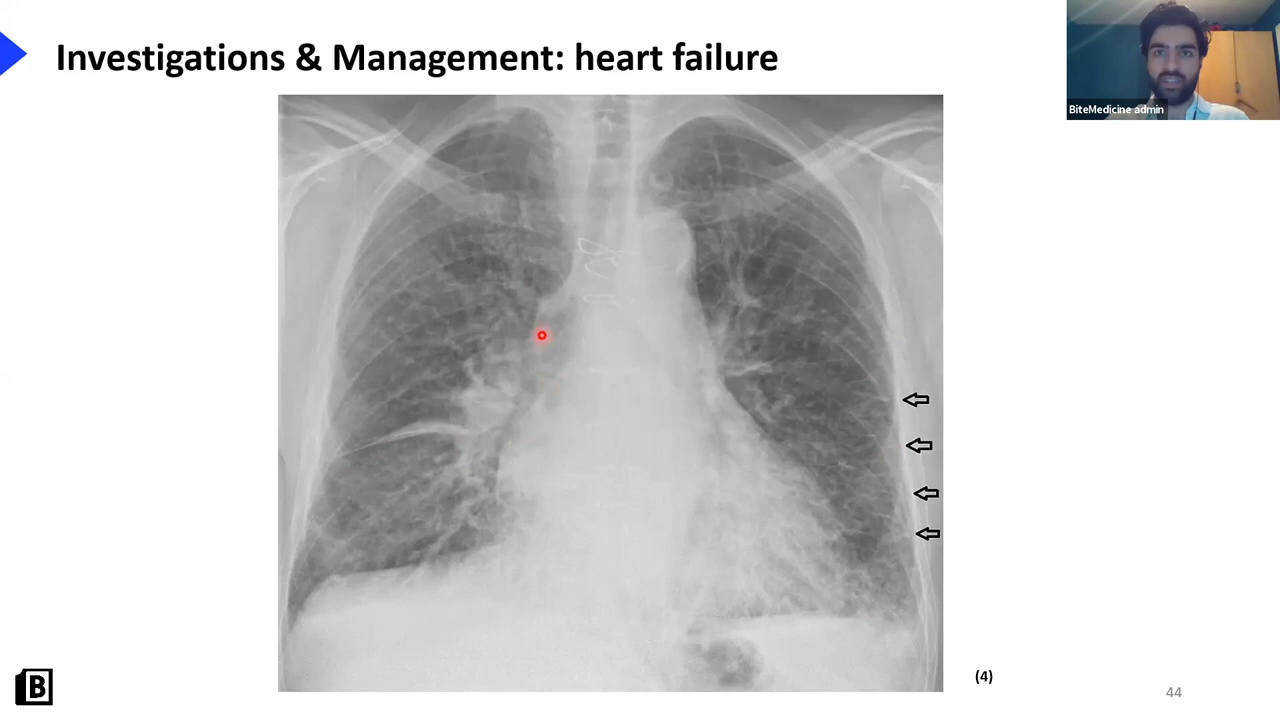 Investigations & Management: heart failure
BiteMedicine admin
B
(4)
44